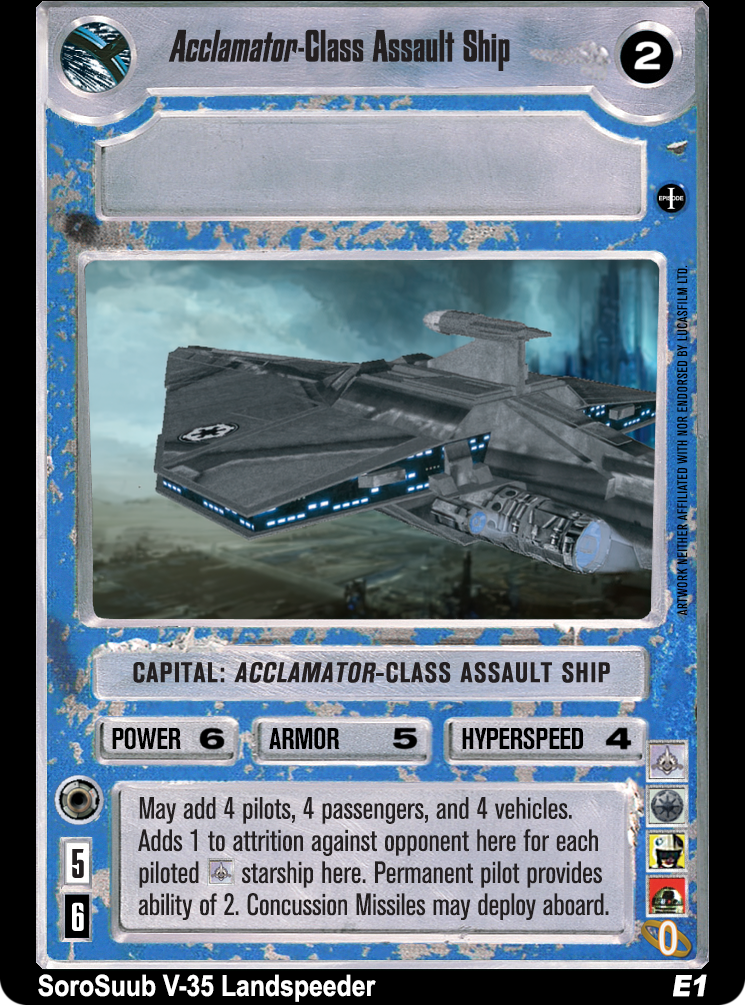 Acclamator-Class Assault Ship
2
EPISODE
I
ARTWORK NEITHER AFFILIATED WITH NOR ENDORSED BY LUCASFILM LTD.
CAPITAL: ACCLAMATOR-CLASS ASSAULT SHIP
POWER 6
ARMOR 5
HYPERSPEED 4
May add 4 pilots, 4 passengers, and 4 vehicles.
Adds 1 to attrition against opponent here for each
piloted starship here. Permanent pilot provides
ability of 2. Concussion Missiles may deploy aboard.
5
6
0
SoroSuub V-35 Landspeeder
E1